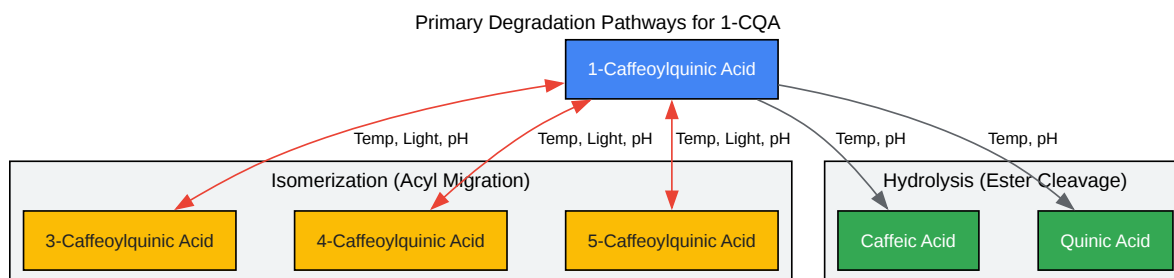 Primary Degradation Pathways for 1-CQA
1-Caffeoylquinic Acid
Temp, Light, pH
Temp, Light, pH
Temp, Light, pH
Temp, pH
Temp, pH
Isomerization (Acyl Migration)
Hydrolysis (Ester Cleavage)
3-Caffeoylquinic Acid
4-Caffeoylquinic Acid
5-Caffeoylquinic Acid
Caffeic Acid
Quinic Acid